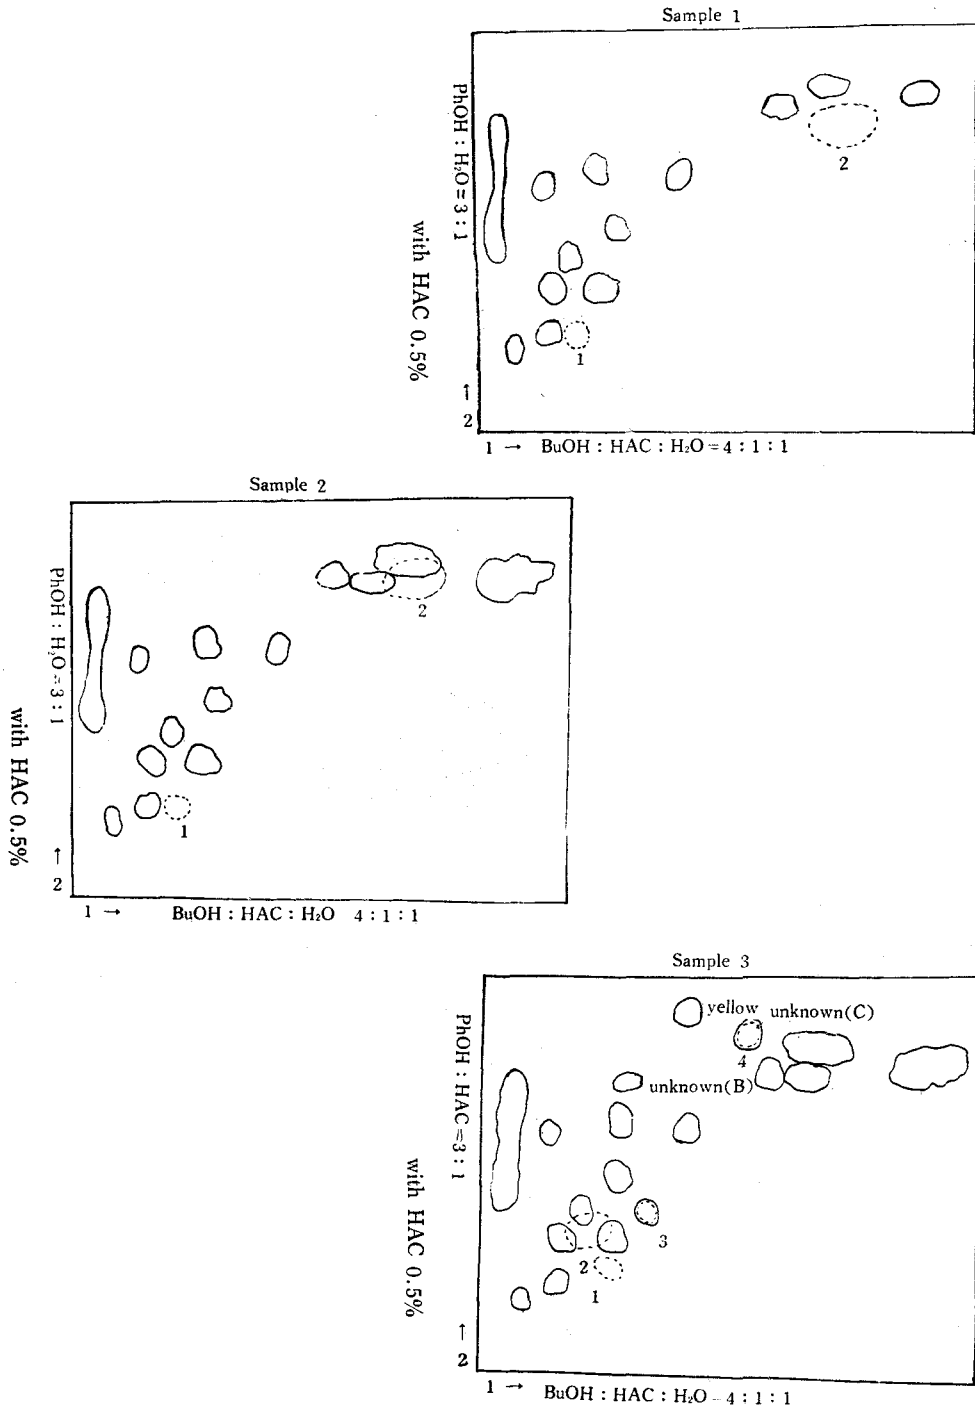 Sample 1
PhOH : H₂O = 3 : 1
with HAC 0.5%
2
1
↑
2
1 → BuOH : HAC : H₂O = 4 : 1 : 1
Sample 2
PhOH : H₂O = 3 : 1
with HAC 0.5%
2
1
↑
2
1 → BuOH : HAC : H₂O 4 : 1 : 1
Sample 3
PhOH : HAC = 3 : 1
with HAC 0.5%
yellow unknown(C)
4
unknown(B)
3
2
1
↑
2
1 → BuOH : HAC : H₂O - 4 : 1 : 1